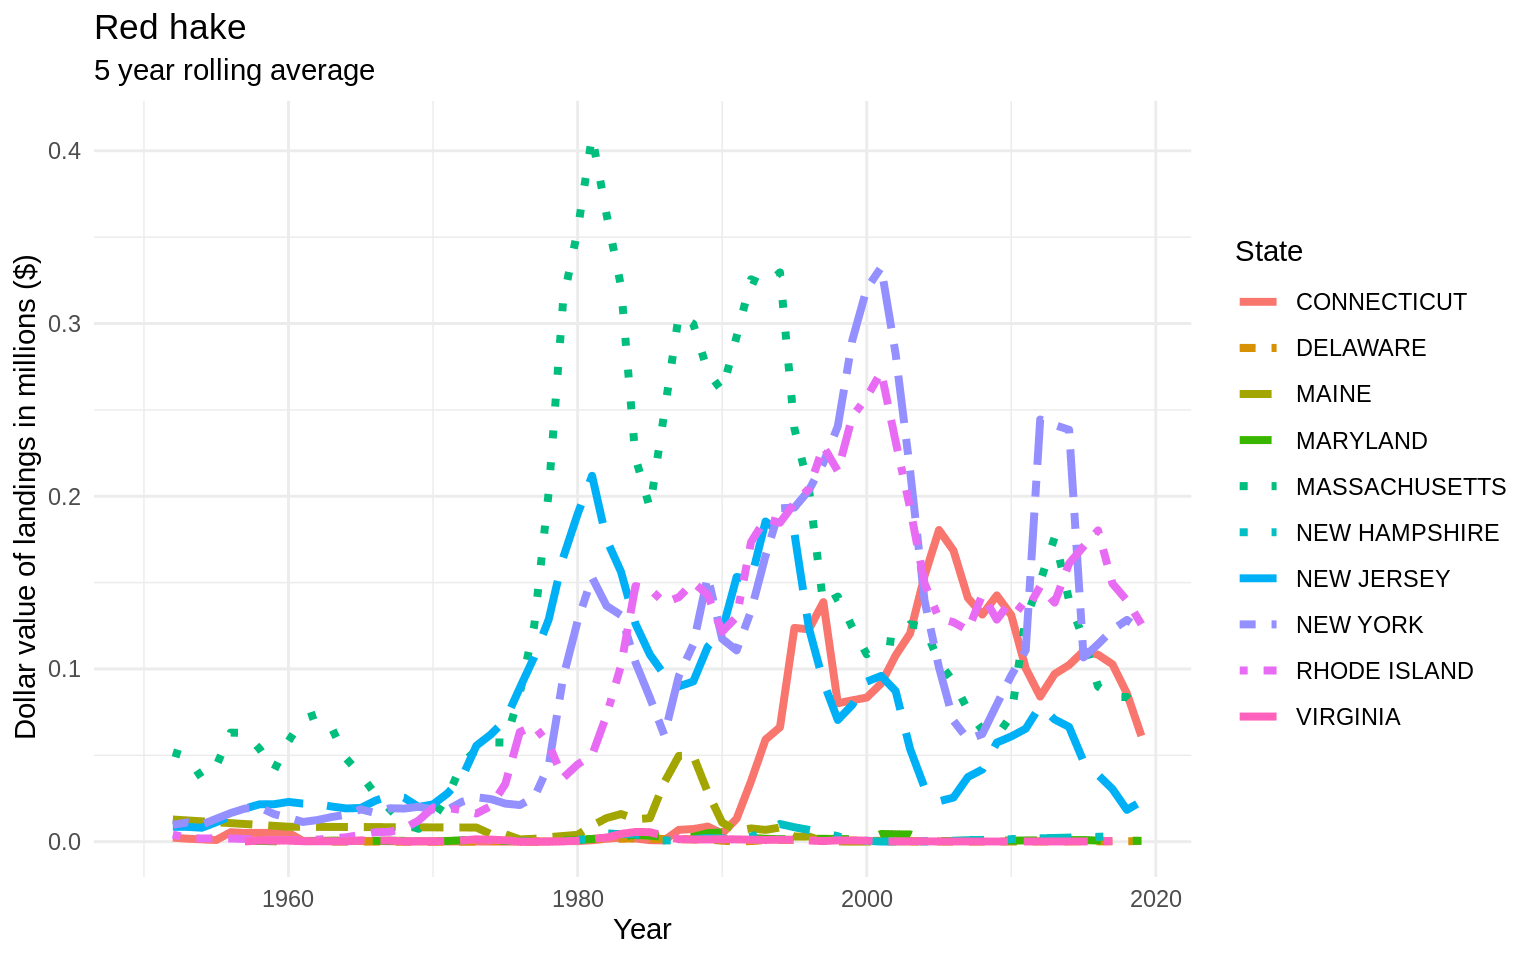 Red hake
5 year rolling average
Dollar value of landings in millions ($)
0.4
0.3
0.2
0.1
0.0
1960
1980
2000
2020
Year
State
CONNECTICUT
DELAWARE
MAINE
MARYLAND
MASSACHUSETTS
NEW HAMPSHIRE
NEW JERSEY
NEW YORK
RHODE ISLAND
VIRGINIA